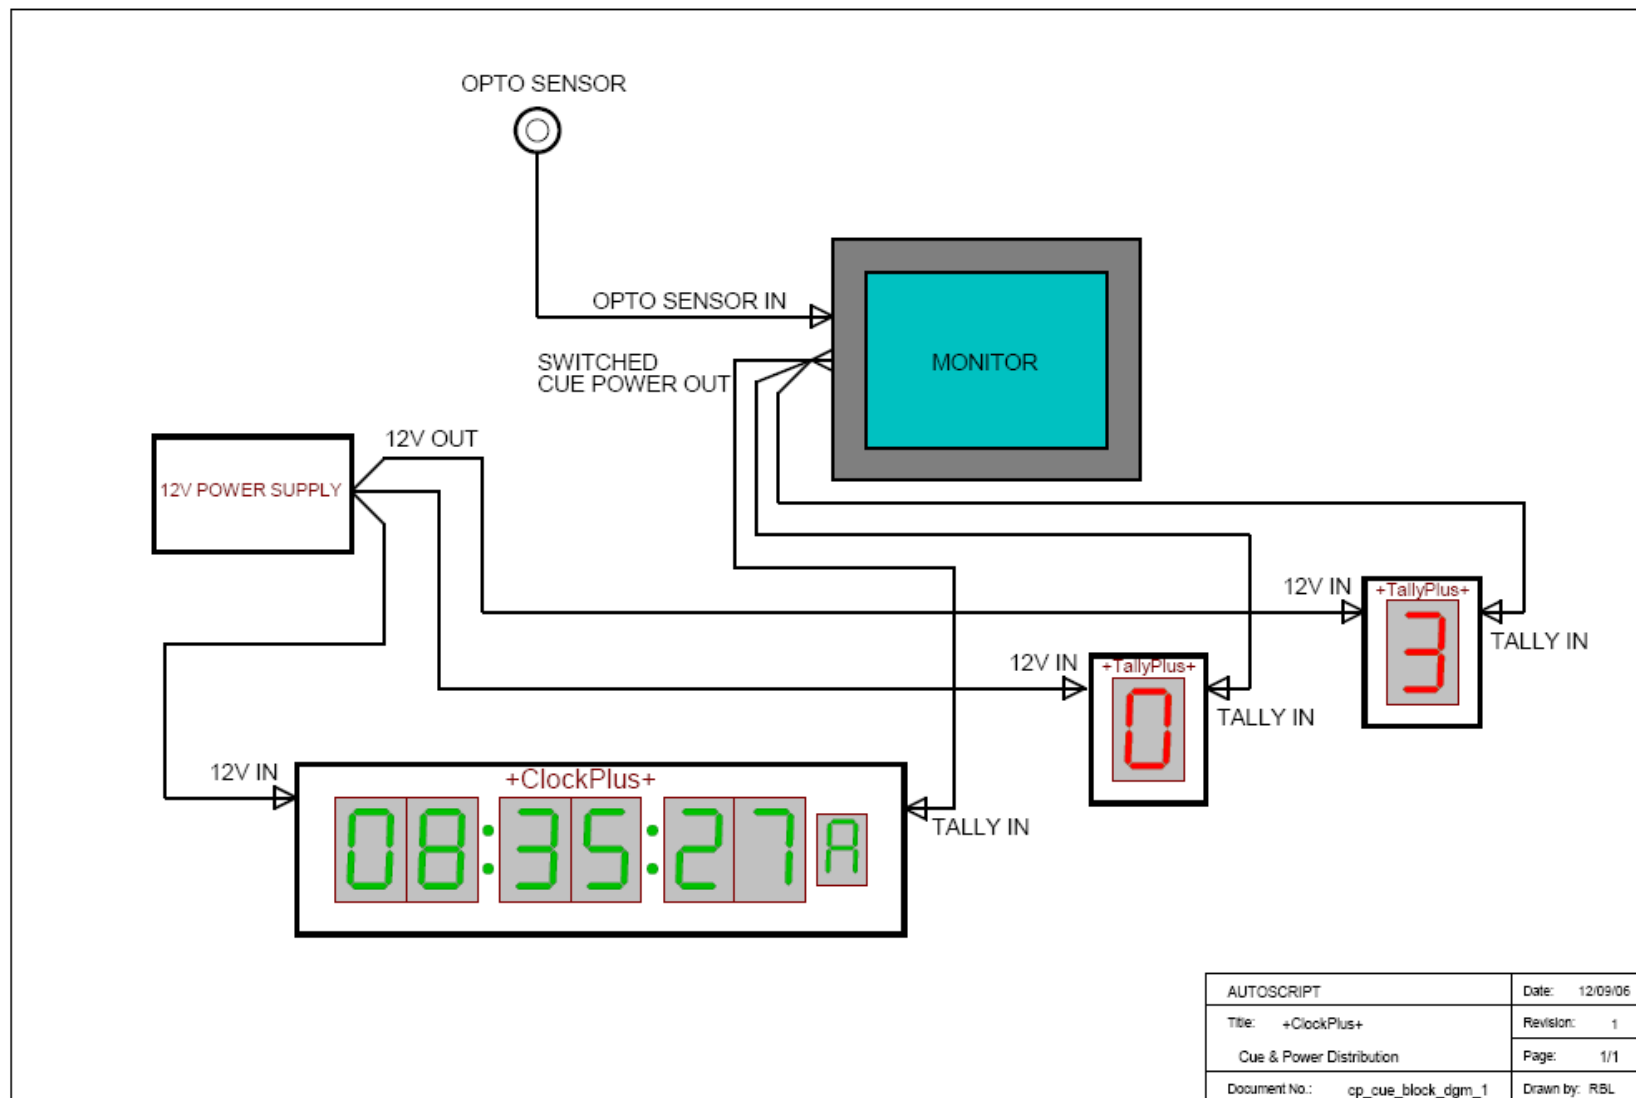 OPTO SENSOR
OPTO SENSOR IN
SWITCHED
CUE POWER OUT
MONITOR
12V OUT
12V POWER SUPPLY
12V IN
+TallyPlus+
3
TALLY IN
12V IN
+TallyPlus+
0
TALLY IN
12V IN
+ClockPlus+
08:35:27 A
TALLY IN
AUTOSCRIPT
Date: 12/09/06
Title: +ClockPlus+
Revision: 1
Cue & Power Distribution
Page: 1/1
Document No.: cp_cue_block_dgm_1
Drawn by: RBL